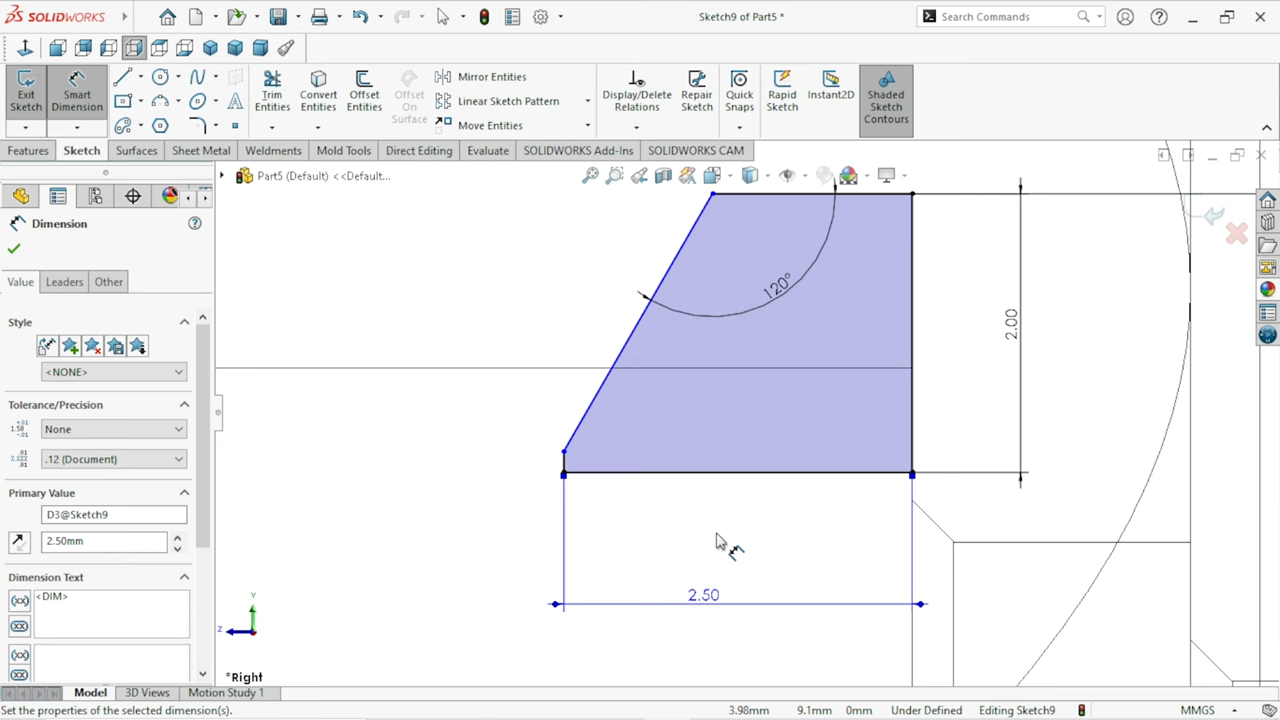 SOLIDWORKS
Sketch9 of Part5 *
Search Commands
Exit Sketch
Smart Dimension
Trim Entities
Convert Entities
Offset Entities
Offset On Surface
Mirror Entities
Linear Sketch Pattern
Move Entities
Display/Delete Relations
Repair Sketch
Quick Snaps
Rapid Sketch
Instant2D
Shaded Sketch Contours
Features Sketch Surfaces Sheet Metal Weldments Mold Tools Direct Editing Evaluate SOLIDWORKS Add-Ins SOLIDWORKS CAM
Part5 (Default) <<Default...
Dimension
Value Leaders Other
Style
<NONE>
Tolerance/Precision
None
.12 (Document)
Primary Value
D3@Sketch9
2.50mm
Dimension Text
<DIM>
120°
2.00
2.50
Y
Z
*Right
Model 3D Views Motion Study 1
Set the properties of the selected dimension(s).
3.98mm 9.1mm 0mm Under Defined Editing Sketch9 MMGS